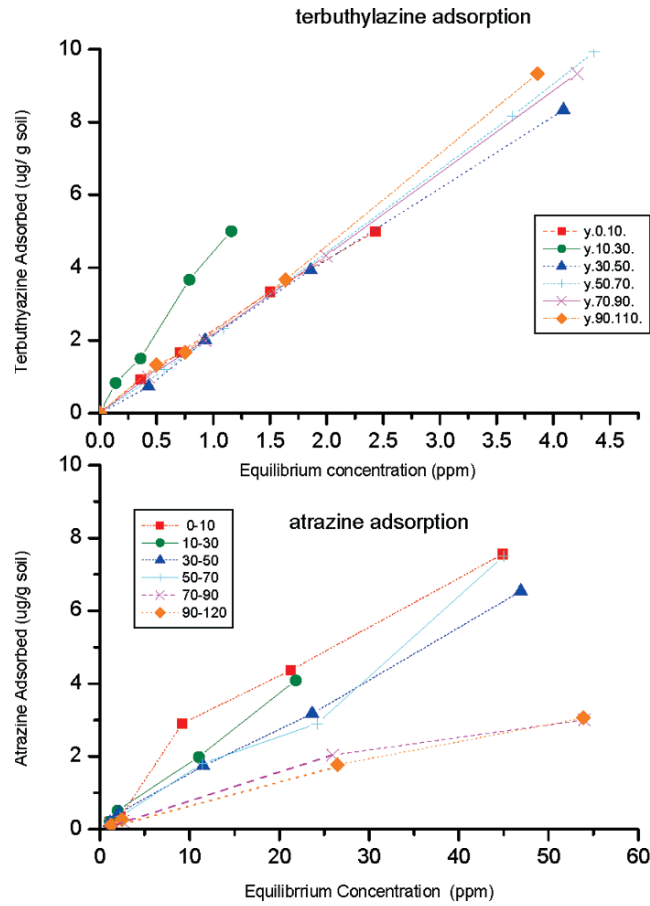 terbuthylazine adsorption
10
8
6
4
2
0
Terbuthyazine Adsorbed (ug/ g soil)
y.0.10.
y.10.30.
y.30.50.
y.50.70.
y.70.90.
y.90.110.
0.0 0.5 1.0 1.5 2.0 2.5 3.0 3.5 4.0 4.5
Equilibrium concentration (ppm)
10
8
6
4
2
0
Atrazine Adsorbed (ug/g soil)
atrazine adsorption
0-10
10-30
30-50
50-70
70-90
90-120
0 10 20 30 40 50 60
Equilibrrium Concentration (ppm)